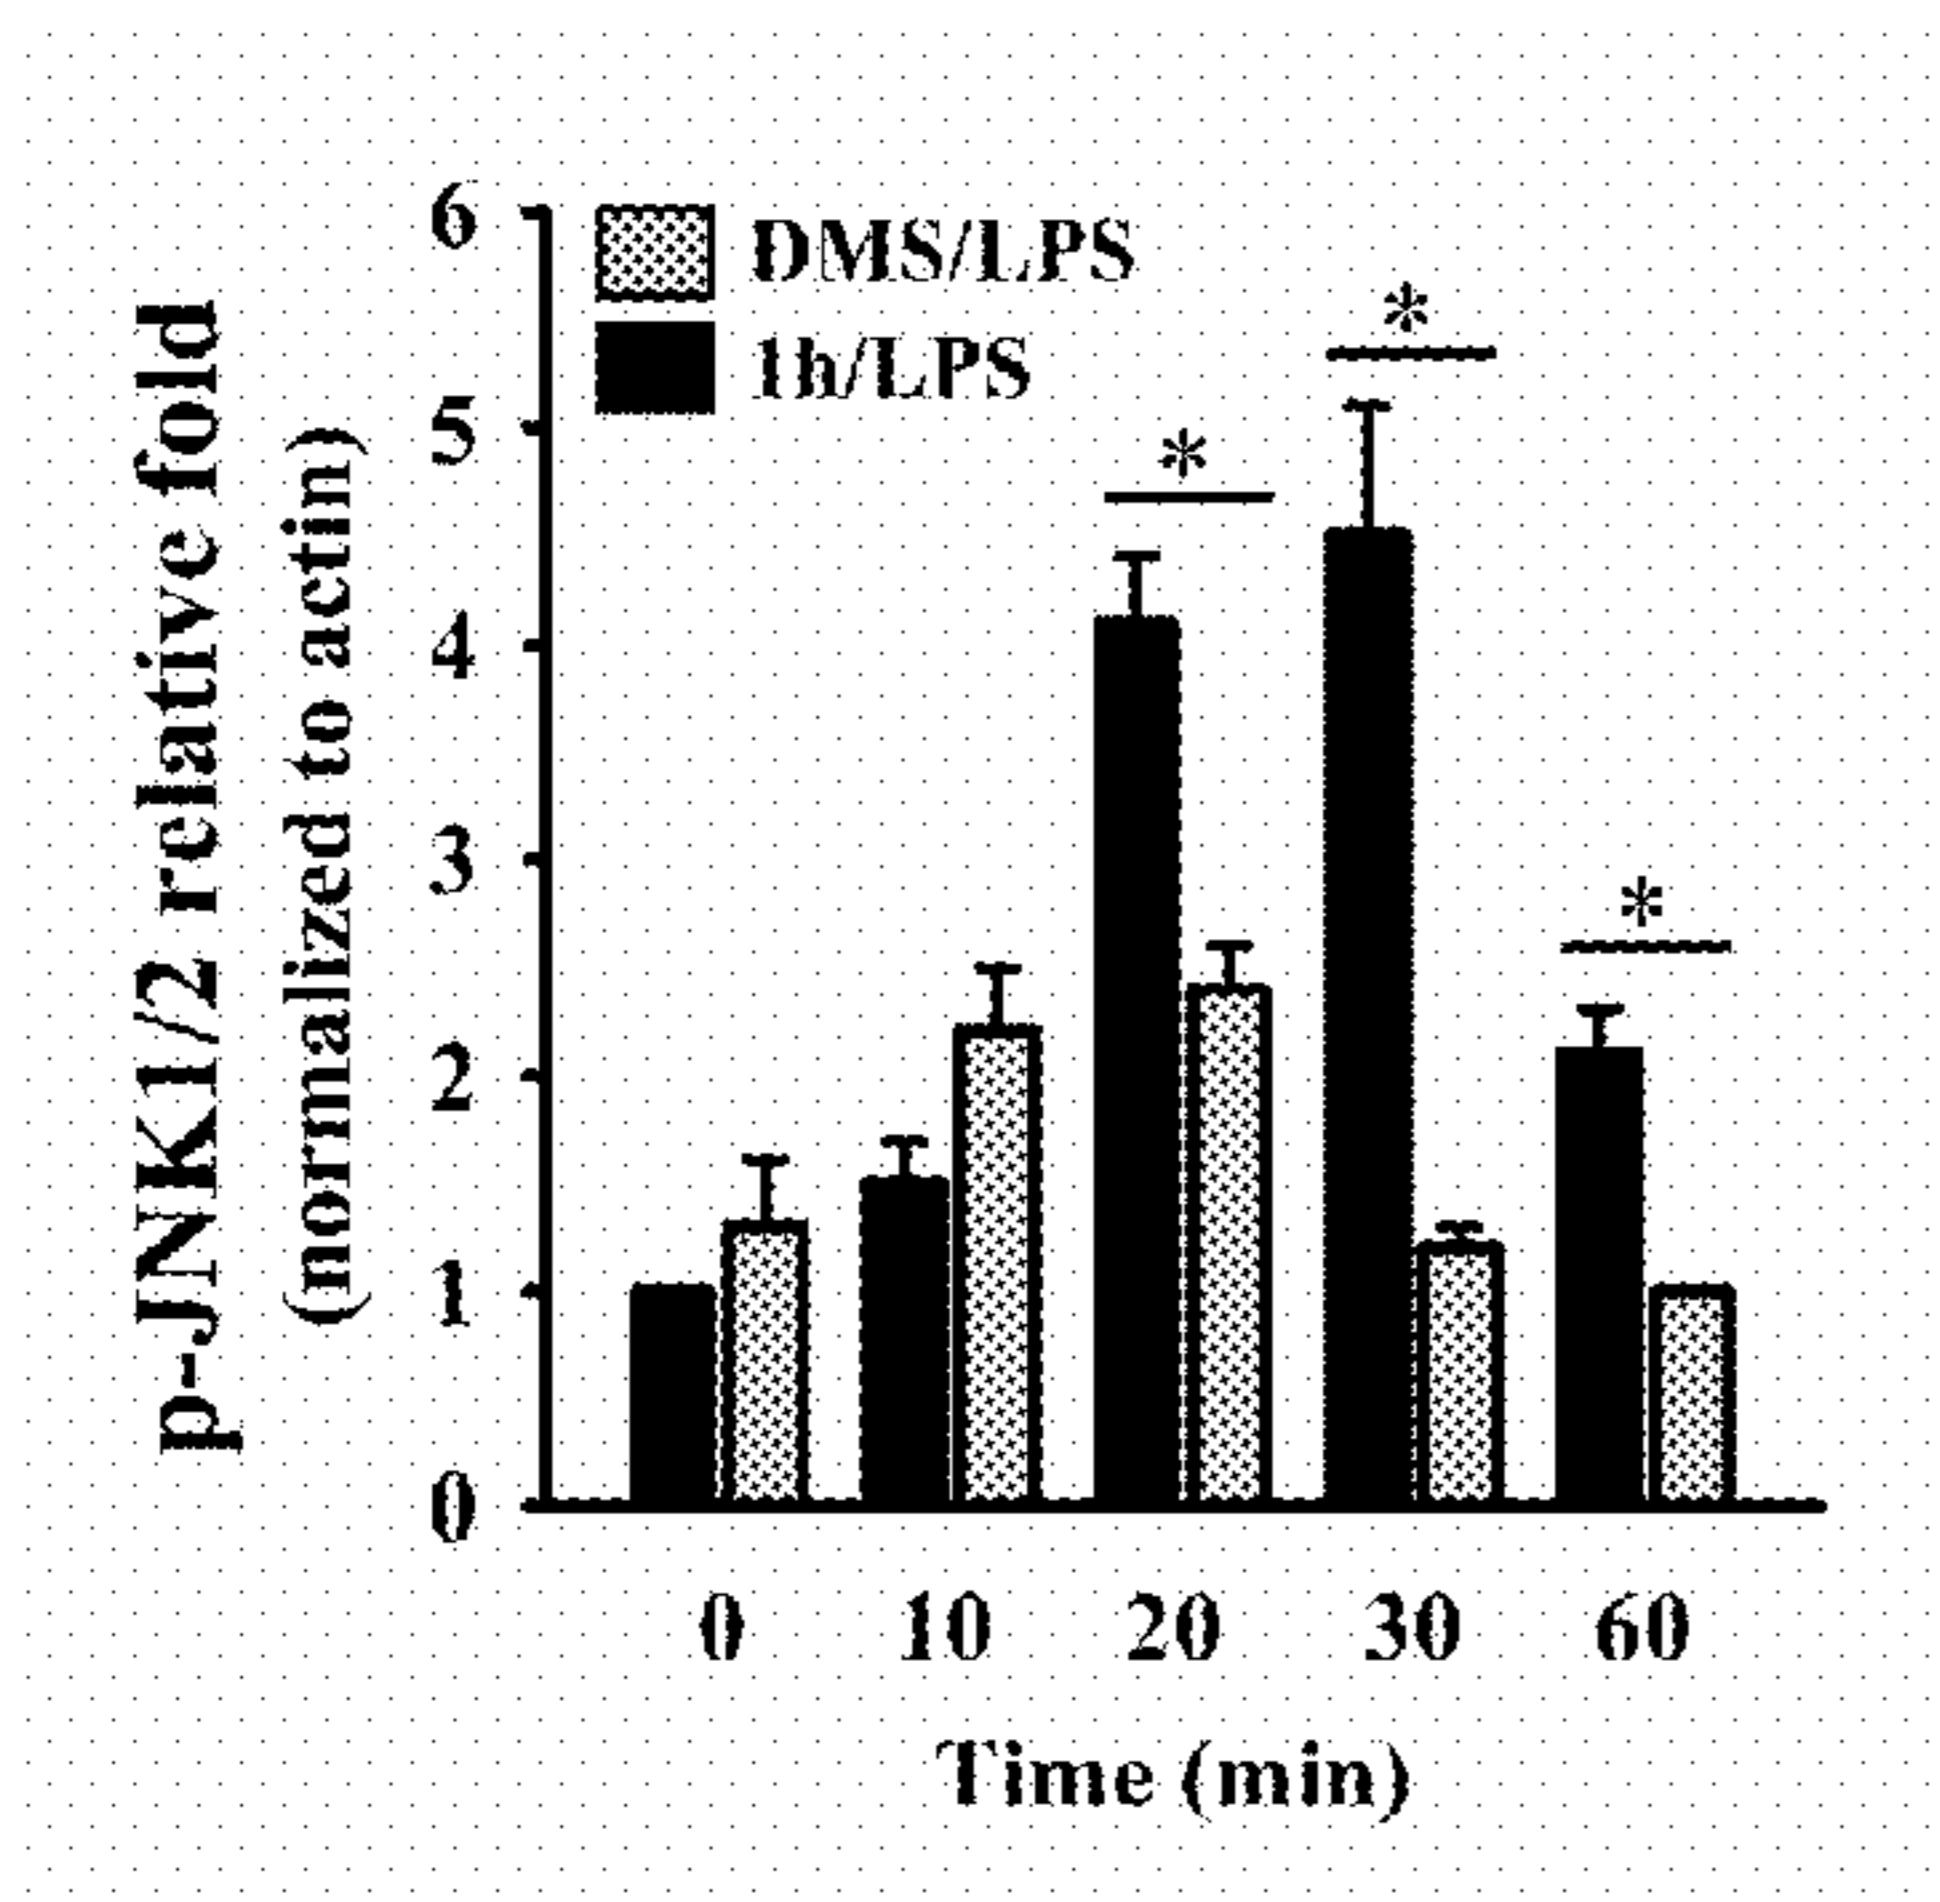 p-JNK1/2 relative fold
(normalized to actin)
6
5
4
3
2
1
0
DMS/LPS
1h/LPS
*
*
*
0 10 20 30 60
Time (min)